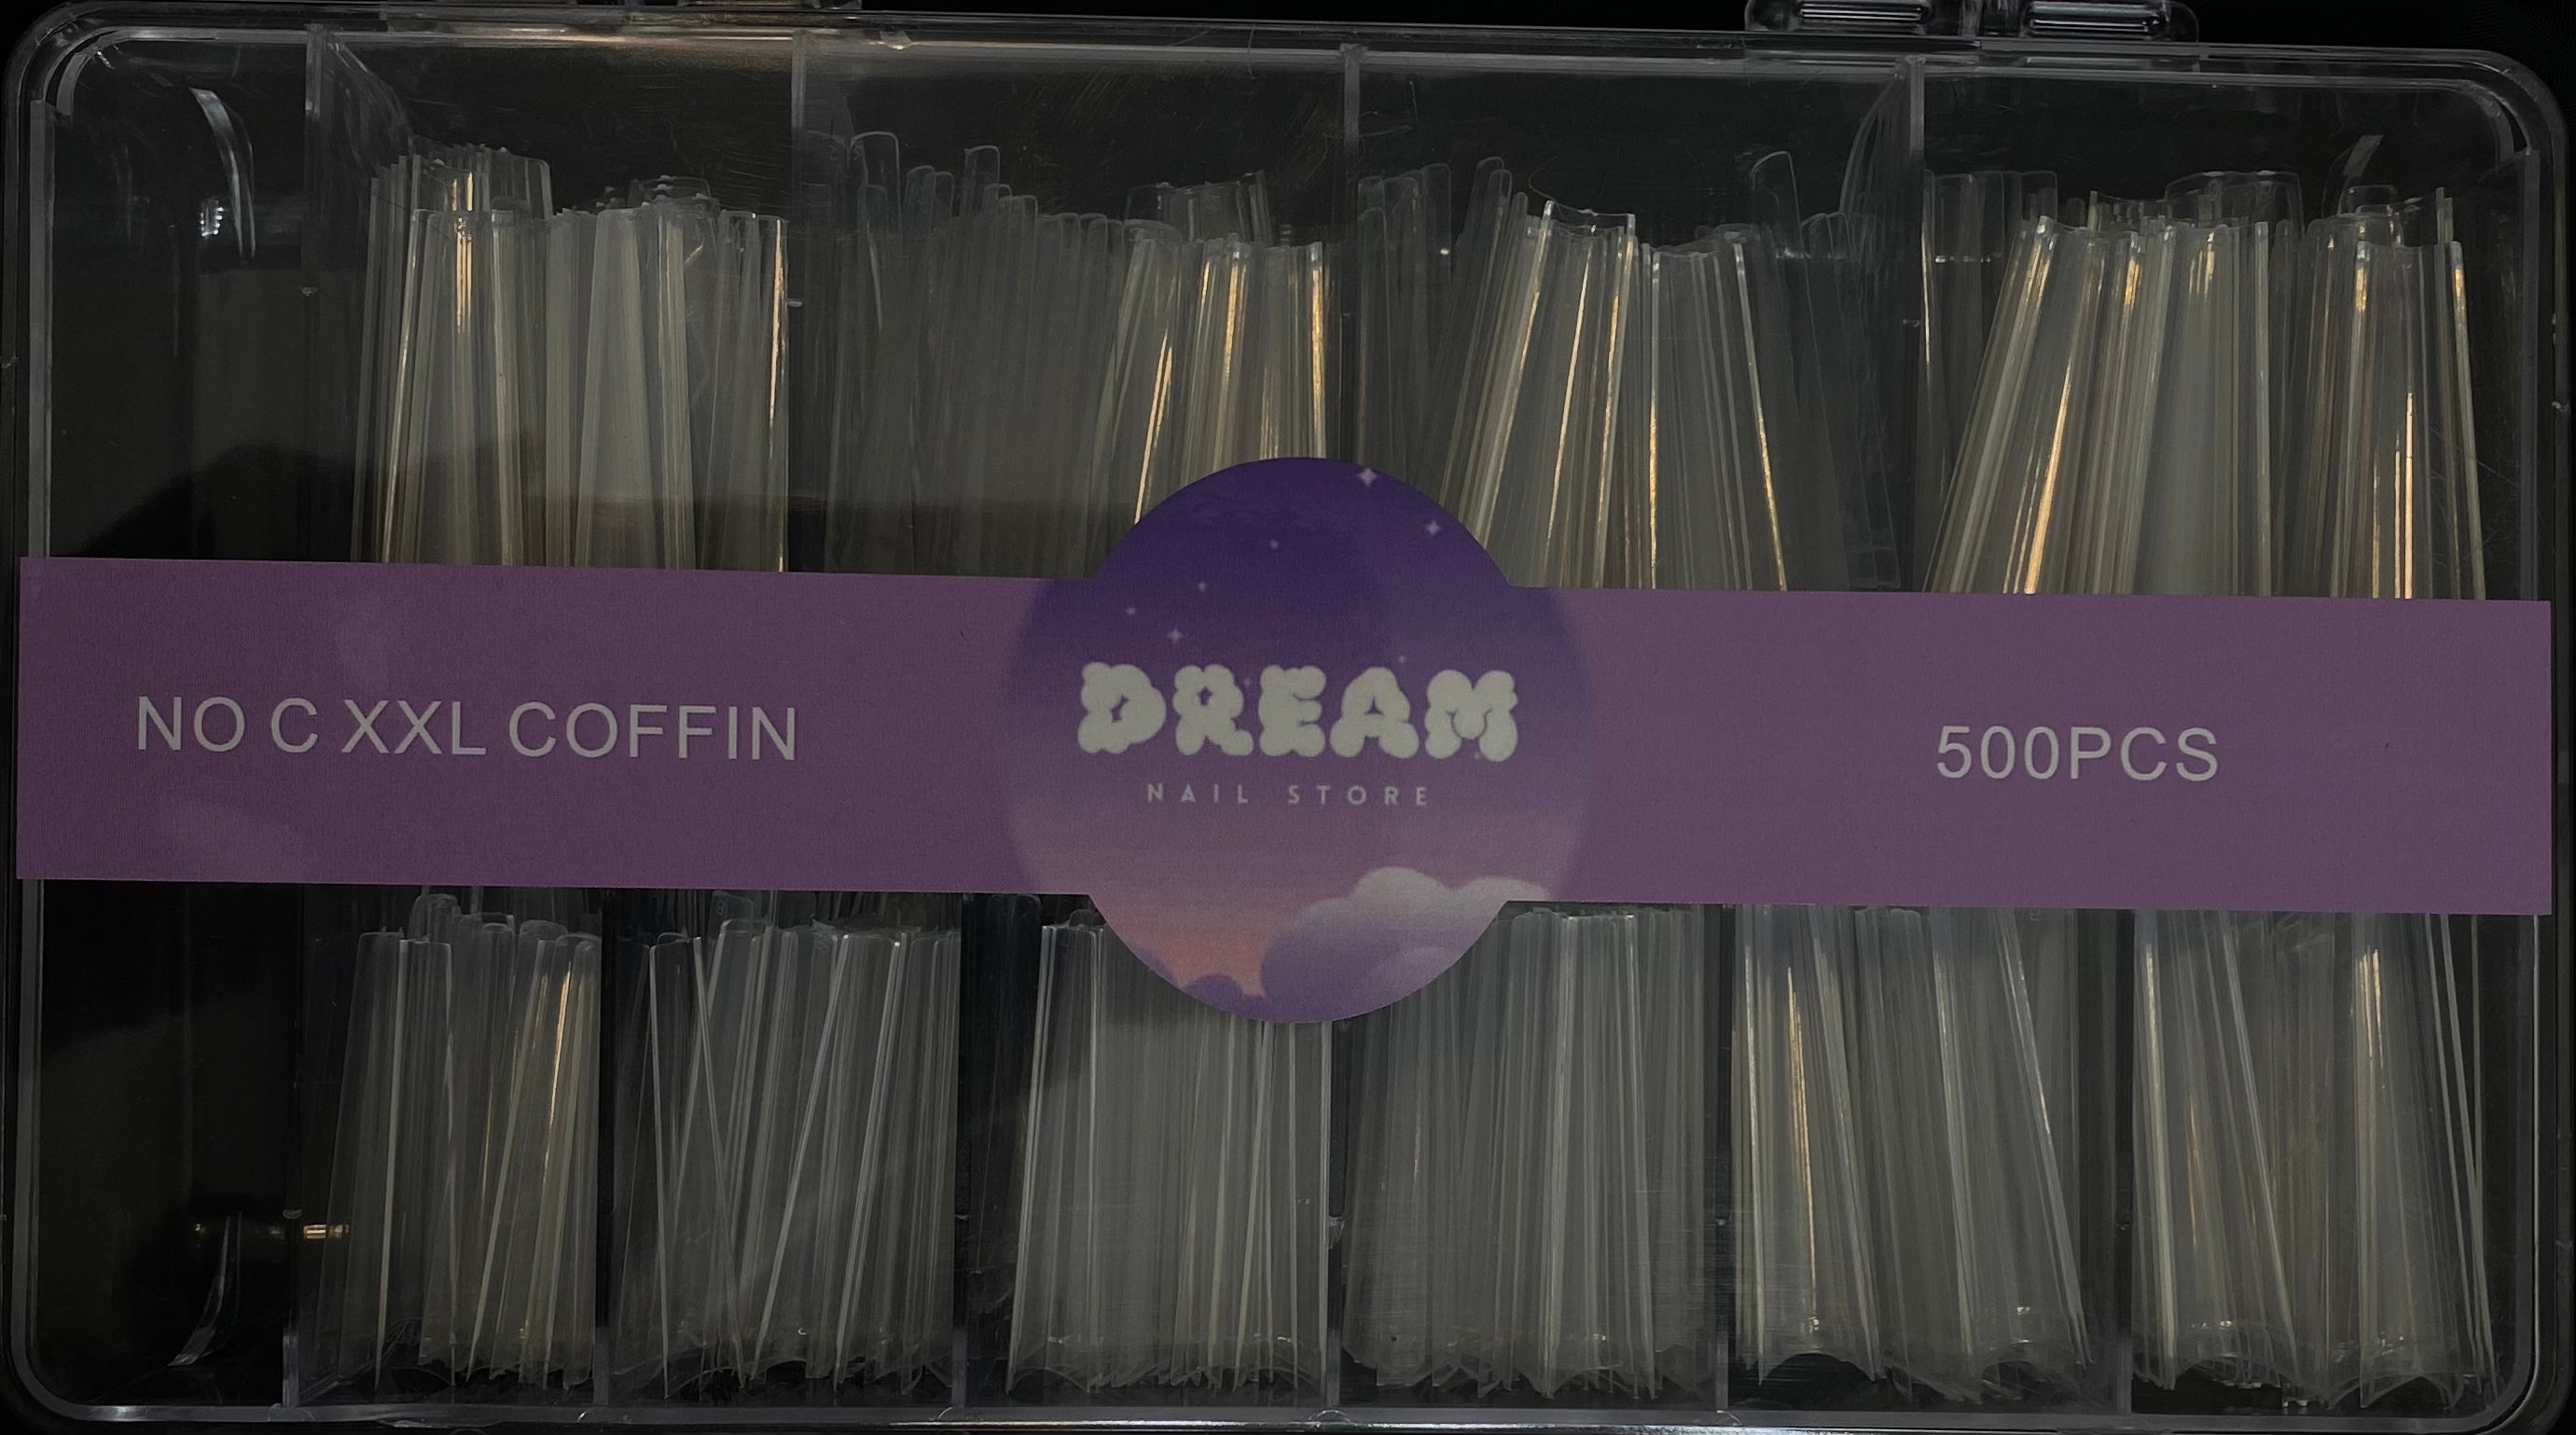 NO C XXL COFFIN
DREAM
NAIL STORE
500PCS